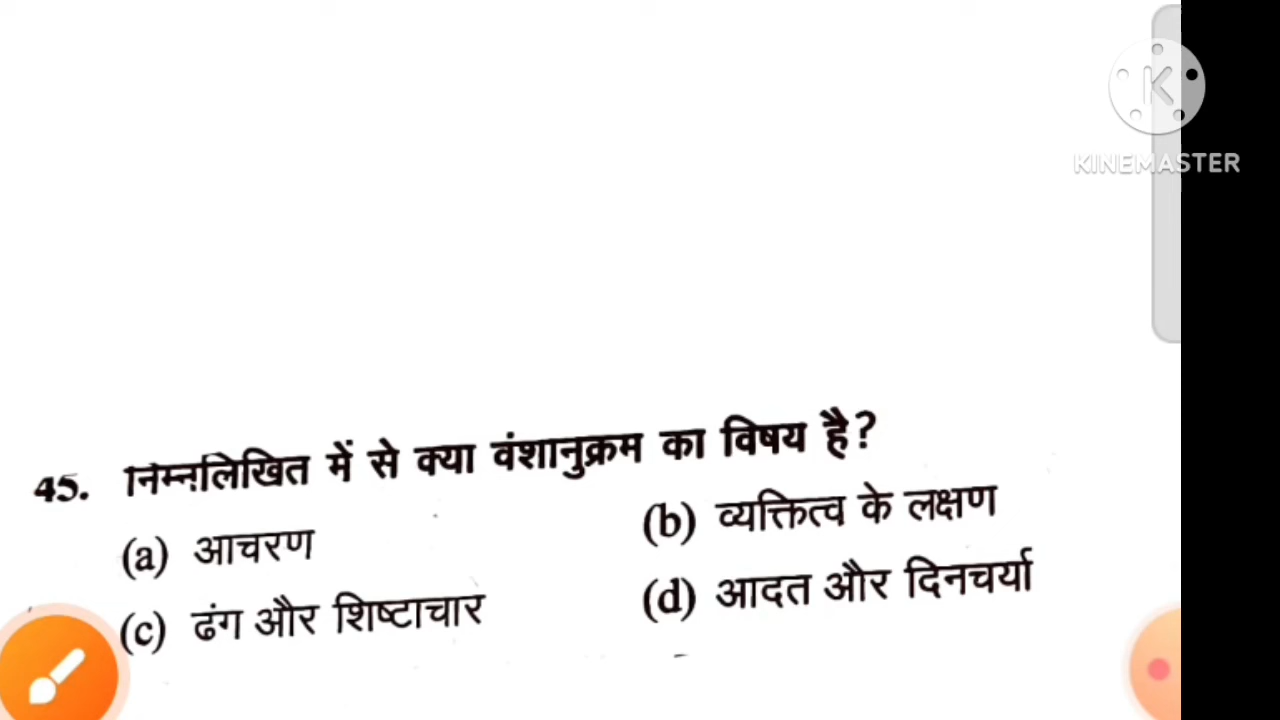 KINEMASTER
45. निम्नलिखित में से क्या वंशानुक्रम का विषय है?
(a) आचरण (b) व्यक्तित्व के लक्षण
(c) ढंग और शिष्टाचार (d) आदत और दिनचर्या